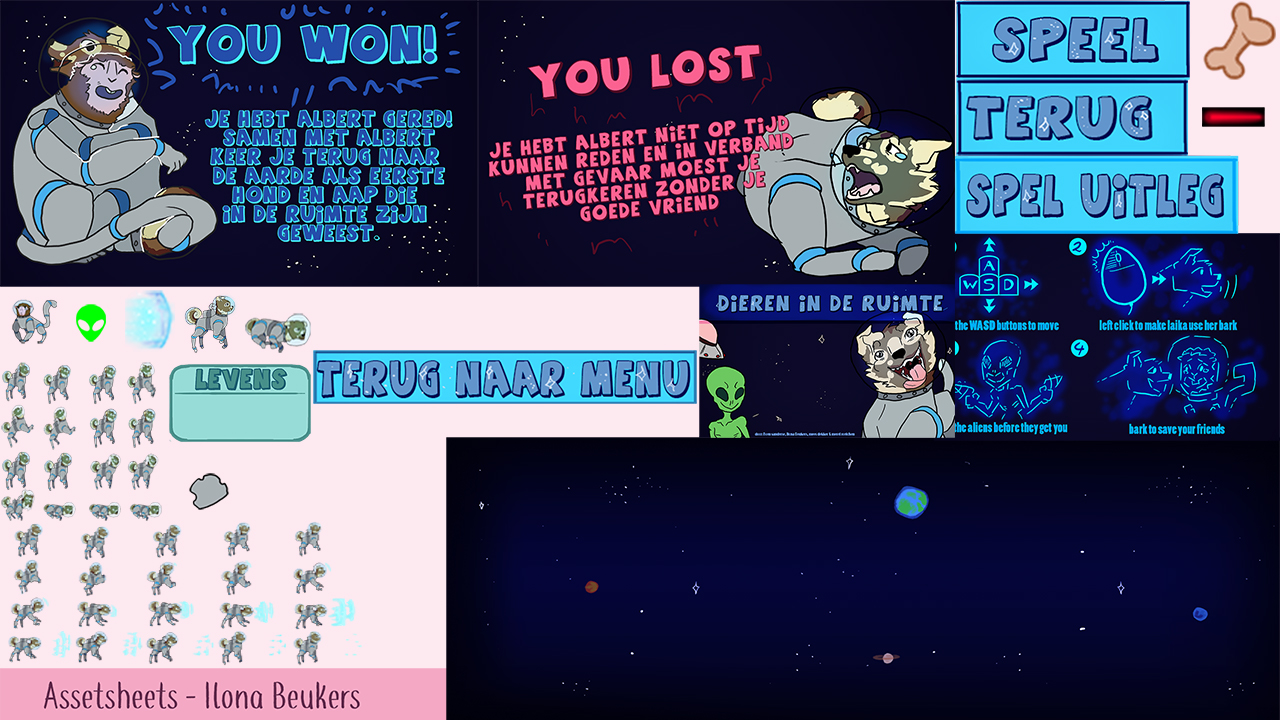 YOU WON!
JE HEBT ALBERT GERED!
SAMEN MET ALBERT
KEER JE TERUG NAAR
DE AARDE ALS EERSTE
HOND EN AAP DIE
iN DE RUiMTE ZiJN
GEWEEST.
YOU LOST
JE HEBT ALBERT NiET OP TiJD
KUNNEN REDEN EN iN VERBAND
MET GEVAAR MOEST JE
TERUGKEREN ZONDER JE
GOEDE VRiEND
SPEEL
TERUG
SPEL UiTLEG
A
WSD
the WASD buttons to move
2
left click to make laika use her bark
the aliens before they get you
4
bark to save your friends
DiEREN iN DE RUiMTE
LEVENS
TERUG NAAR MENU
Assetsheets - Ilona Beukers